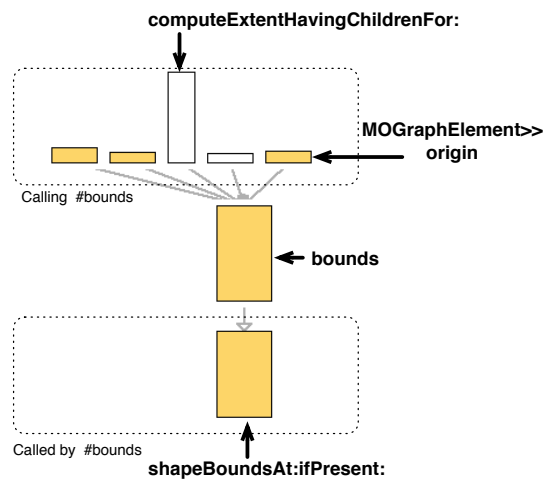 computeExtentHavingChildrenFor:
MOGraphElement>>
origin
Calling #bounds
bounds
Called by #bounds
shapeBoundsAt:ifPresent: